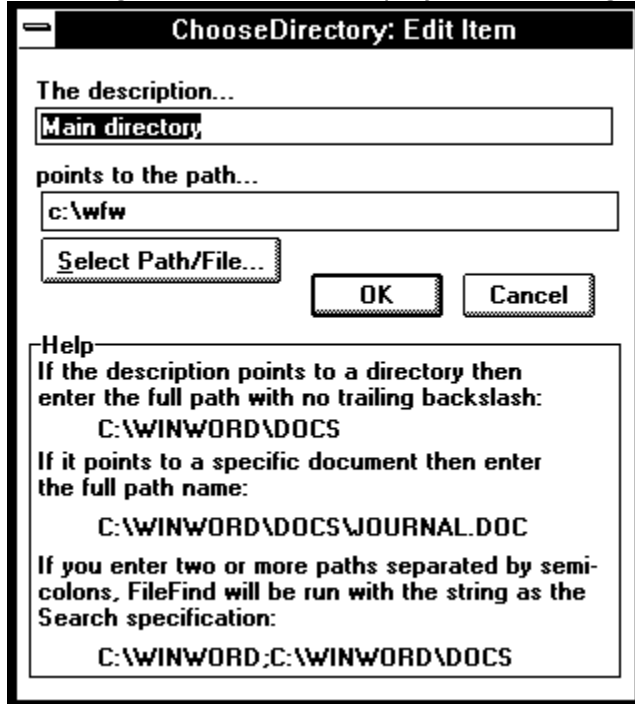 ChooseDirectory: Edit Item
The description...
Main directory
points to the path...
c:\wfw
Select Path/File...
OK Cancel
Help
If the description points to a directory then
enter the full path with no trailing backslash:
C:\WINWORD\DOCS
If it points to a specific document then enter
the full path name:
C:\WINWORD\DOCS\JOURNAL.DOC
If you enter two or more paths separated by semi-
colons, FileFind will be run with the string as the
Search specification:
C:\WINWORD;C:\WINWORD\DOCS